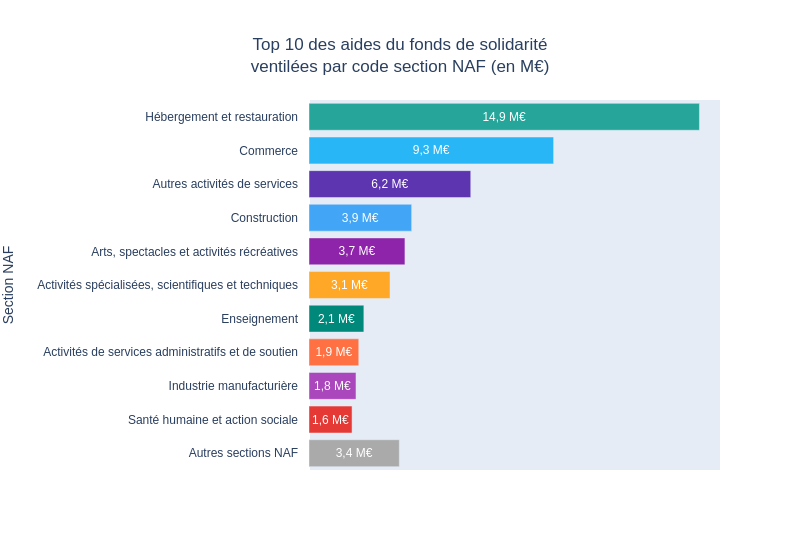 Top 10 des aides du fonds de solidarité
ventilées par code section NAF (en M€)
Section NAF
Hébergement et restauration 14,9 M€
Commerce 9,3 M€
Autres activités de services 6,2 M€
Construction 3,9 M€
Arts, spectacles et activités récréatives 3,7 M€
Activités spécialisées, scientifiques et techniques 3,1 M€
Enseignement 2,1 M€
Activités de services administratifs et de soutien 1,9 M€
Industrie manufacturière 1,8 M€
Santé humaine et action sociale 1,6 M€
Autres sections NAF 3,4 M€